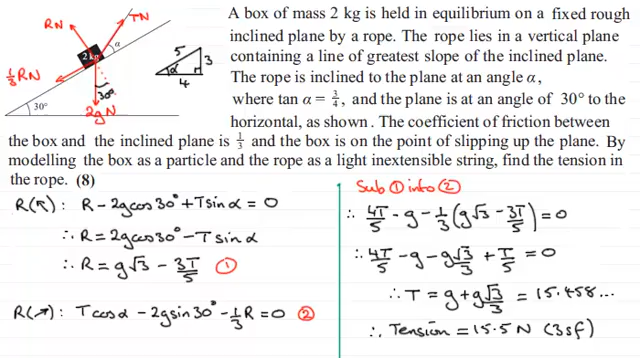 RN
TN
α
2kg
1/3 RN
30°
30°
2gN
5
3
α
4
A box of mass 2 kg is held in equilibrium on a fixed rough
inclined plane by a rope. The rope lies in a vertical plane
containing a line of greatest slope of the inclined plane.
The rope is inclined to the plane at an angle α,
where tan α = 3/4, and the plane is at an angle of 30° to the
horizontal, as shown. The coefficient of friction between
the box and the inclined plane is 1/3 and the box is on the point of slipping up the plane. By
modelling the box as a particle and the rope as a light inextensible string, find the tension in
the rope. (8)
R(↖): R - 2gcos30° + Tsinα = 0
∴ R = 2gcos30° - Tsinα
∴ R = g√3 - 3T/5 ①
R(↗): Tcosα - 2gsin30° - 1/3 R = 0 ②
Sub ① into ②
∴ 4T/5 - g - 1/3 (g√3 - 3T/5) = 0
∴ 4T/5 - g - g√3/3 + T/5 = 0
∴ T = g + g√3/3 = 15.458...
∴ Tension = 15.5 N (3sf)